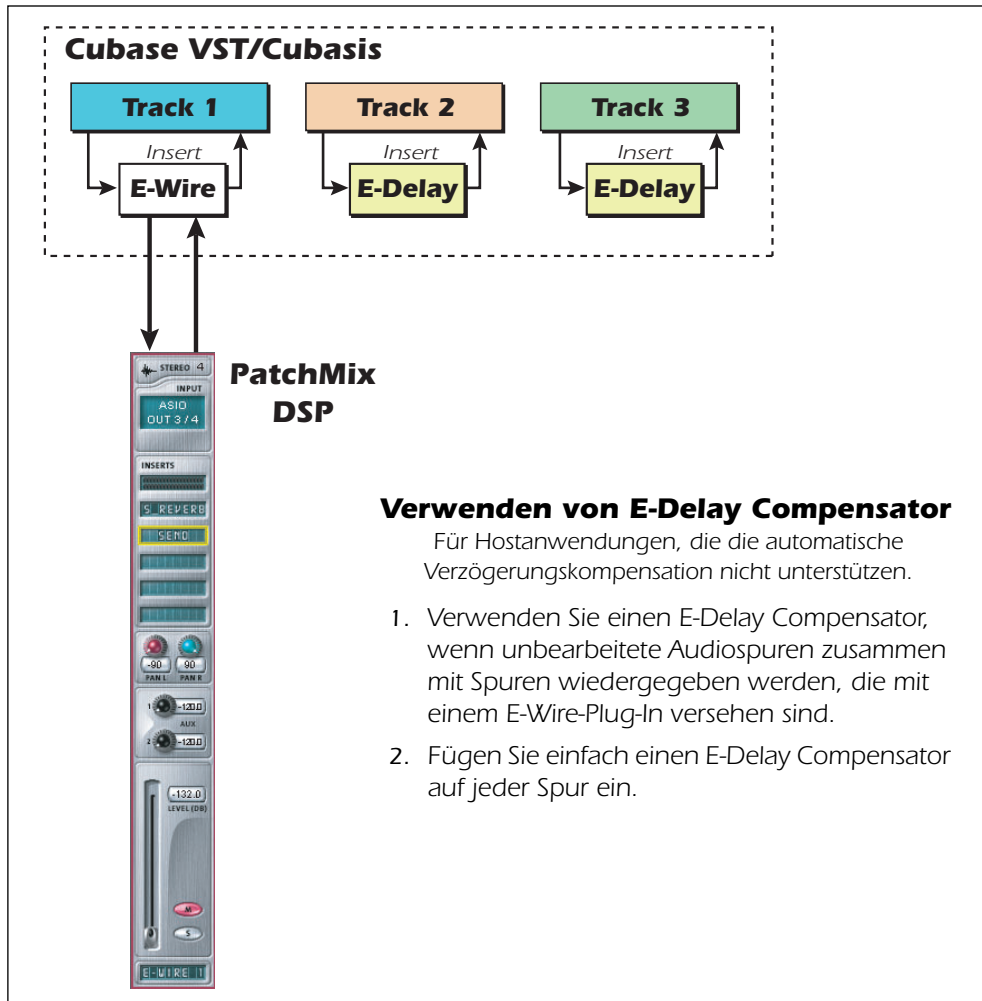 Cubase VST/Cubasis
Track 1
Track 2
Track 3
Insert
Insert
Insert
E-Wire
E-Delay
E-Delay
PatchMix
DSP
STEREO 4
INPUT
ASIO
OUT 3/4
INSERTS
S_REVERB
SEND
-90
90
PAN L
PAN R
1
-120.0
AUX
2
-120.0
-132.0
LEVEL (DB)
M
S
E-WIRE 1
Verwenden von E-Delay Compensator
Für Hostanwendungen, die die automatische
Verzögerungskompensation nicht unterstützen.
1. Verwenden Sie einen E-Delay Compensator,
wenn unbearbeitete Audiospuren zusammen
mit Spuren wiedergegeben werden, die mit
einem E-Wire-Plug-In versehen sind.
2. Fügen Sie einfach einen E-Delay Compensator
auf jeder Spur ein.